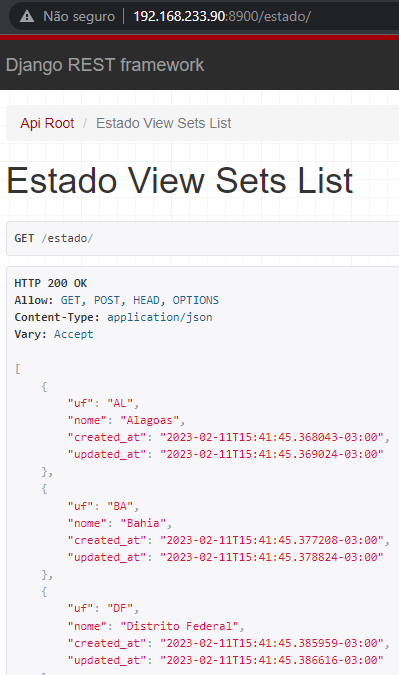 Não seguro | 192.168.233.90:8900/estado/
Django REST framework
Api Root / Estado View Sets List
Estado View Sets List
GET /estado/
HTTP 200 OK
Allow: GET, POST, HEAD, OPTIONS
Content-Type: application/json
Vary: Accept
[
{
"uf": "AL",
"nome": "Alagoas",
"created_at": "2023-02-11T15:41:45.368043-03:00",
"updated_at": "2023-02-11T15:41:45.369024-03:00"
},
{
"uf": "BA",
"nome": "Bahia",
"created_at": "2023-02-11T15:41:45.377208-03:00",
"updated_at": "2023-02-11T15:41:45.378824-03:00"
},
{
"uf": "DF",
"nome": "Distrito Federal",
"created_at": "2023-02-11T15:41:45.385959-03:00",
"updated_at": "2023-02-11T15:41:45.386616-03:00"